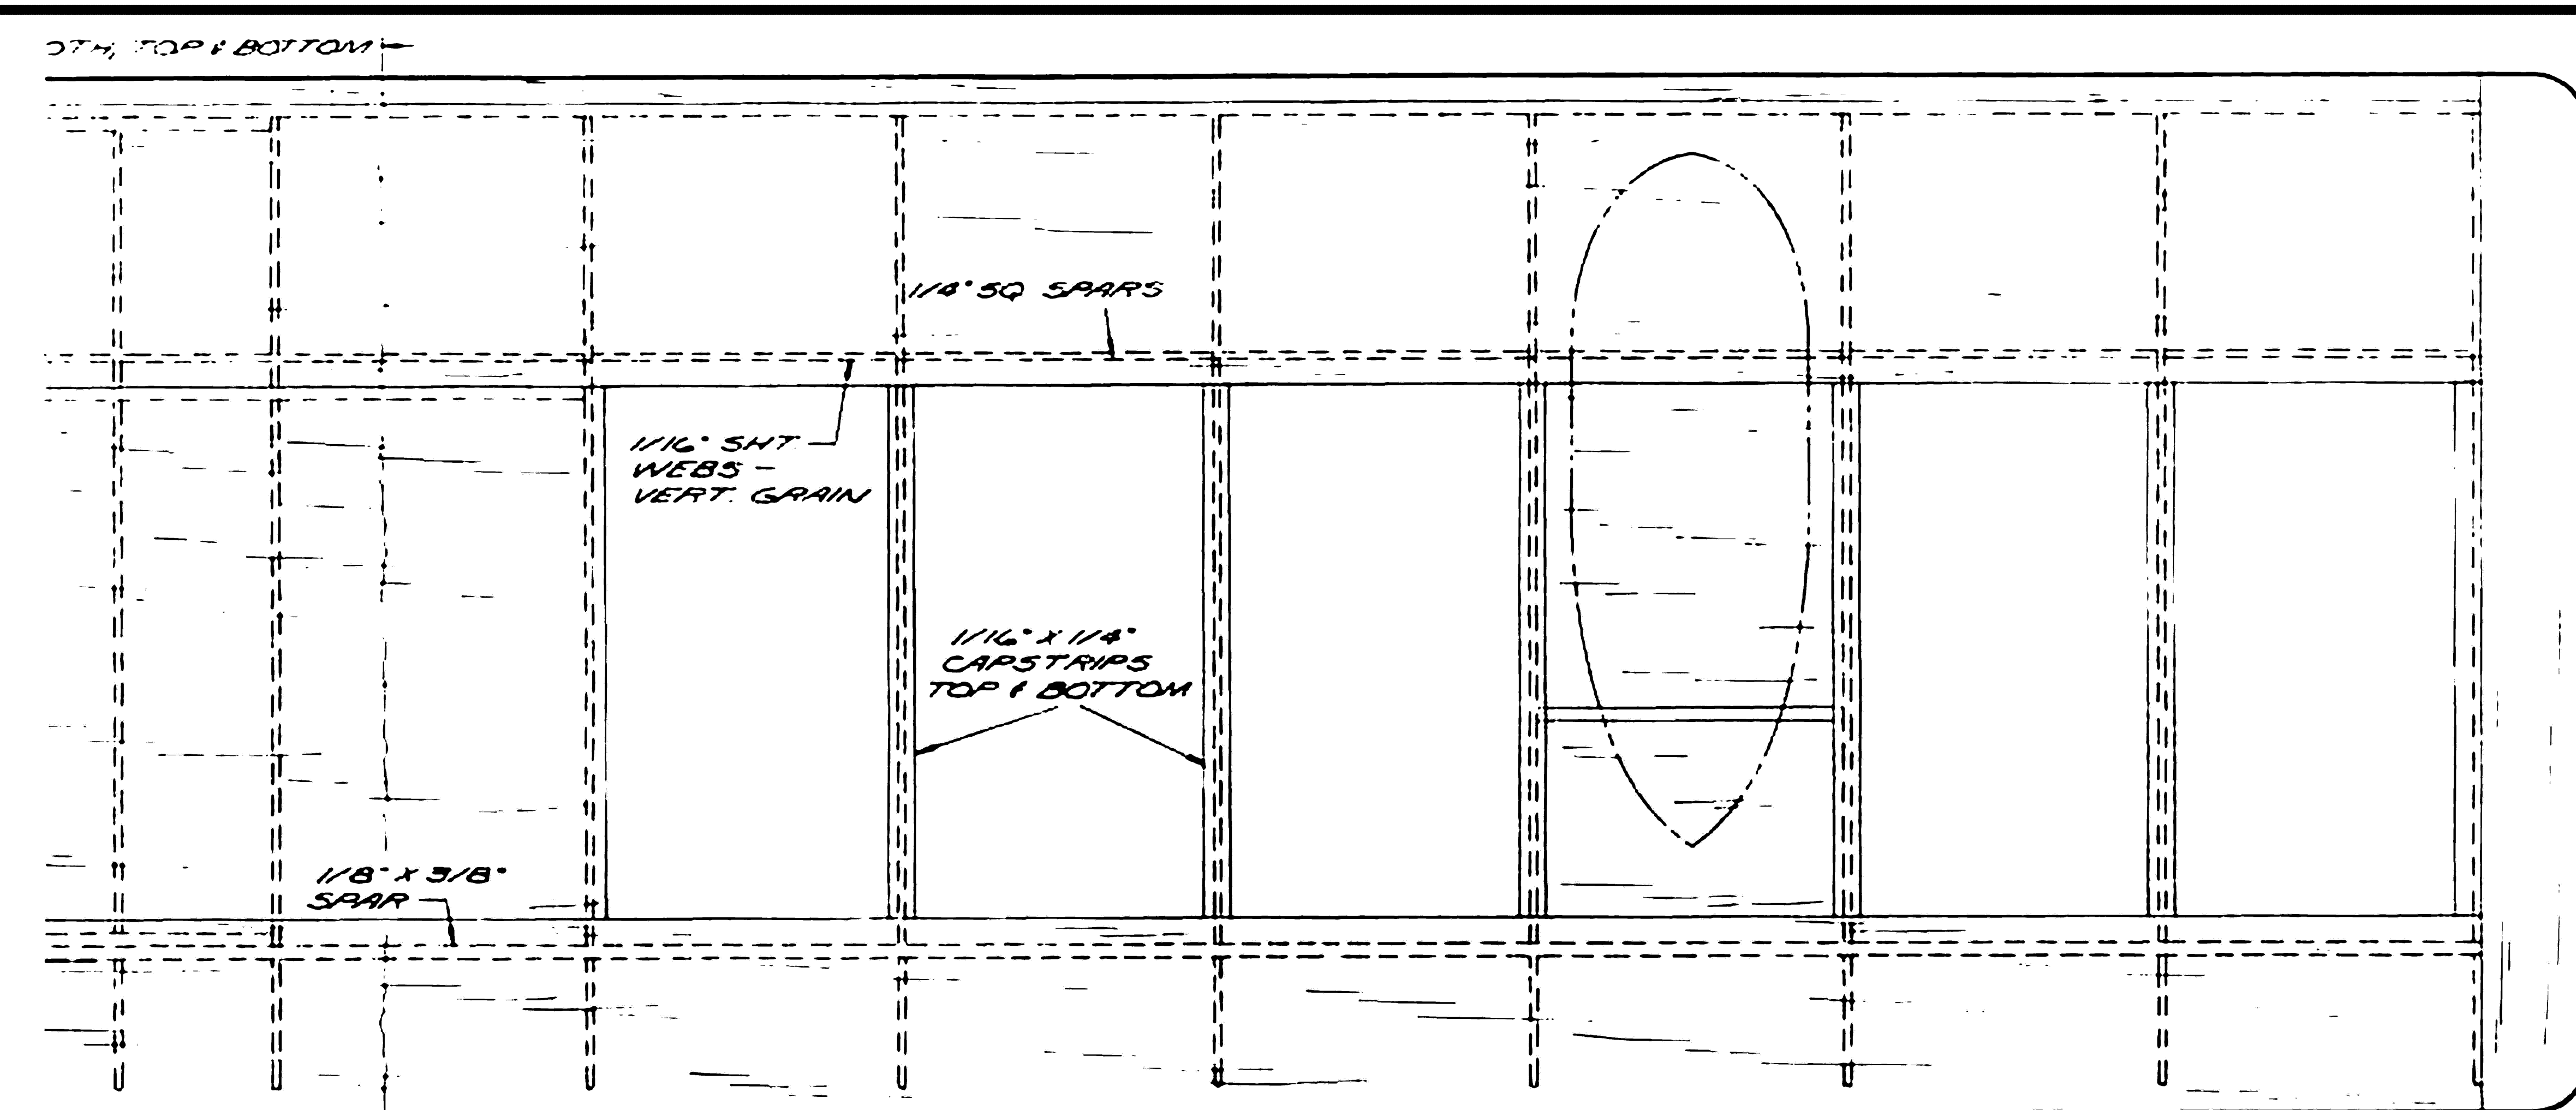 TOP & BOTTOM
1/4" SQ SPARS
1/16" SHT
WEBS -
VERT. GRAIN
1/16" X 1/4"
CAPSTRIPS
TOP & BOTTOM
1/8" X 3/8"
SPAR